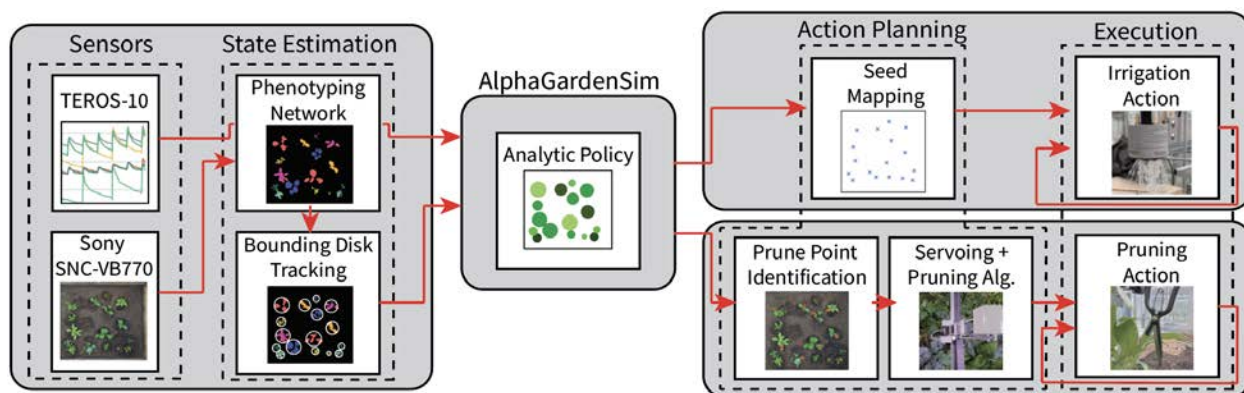 Sensors
State Estimation
TEROS-10
Phenotyping
Network
Sony
SNC-VB770
Bounding Disk
Tracking
AlphaGardenSim
Analytic Policy
Action Planning
Execution
Seed
Mapping
Irrigation
Action
Prune Point
Identification
Servoing +
Pruning Alg.
Pruning
Action